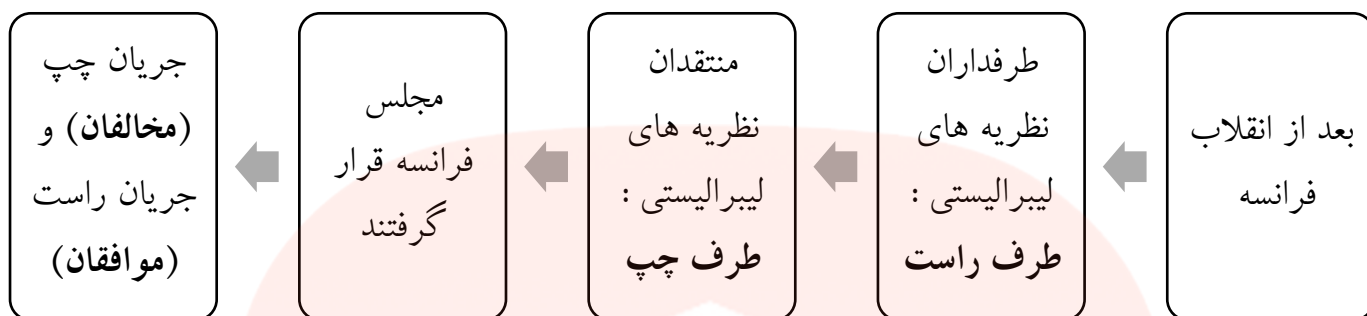 بعد از انقلاب
فرانسه
طرفداران
نظریه های
لیبرالیستی :
طرف راست
منتقدان
نظریه های
لیبرالیستی :
طرف چپ
مجلس
فرانسه قرار
گرفتند
جریان چپ
(مخالفان) و
جریان راست
(موافقان)